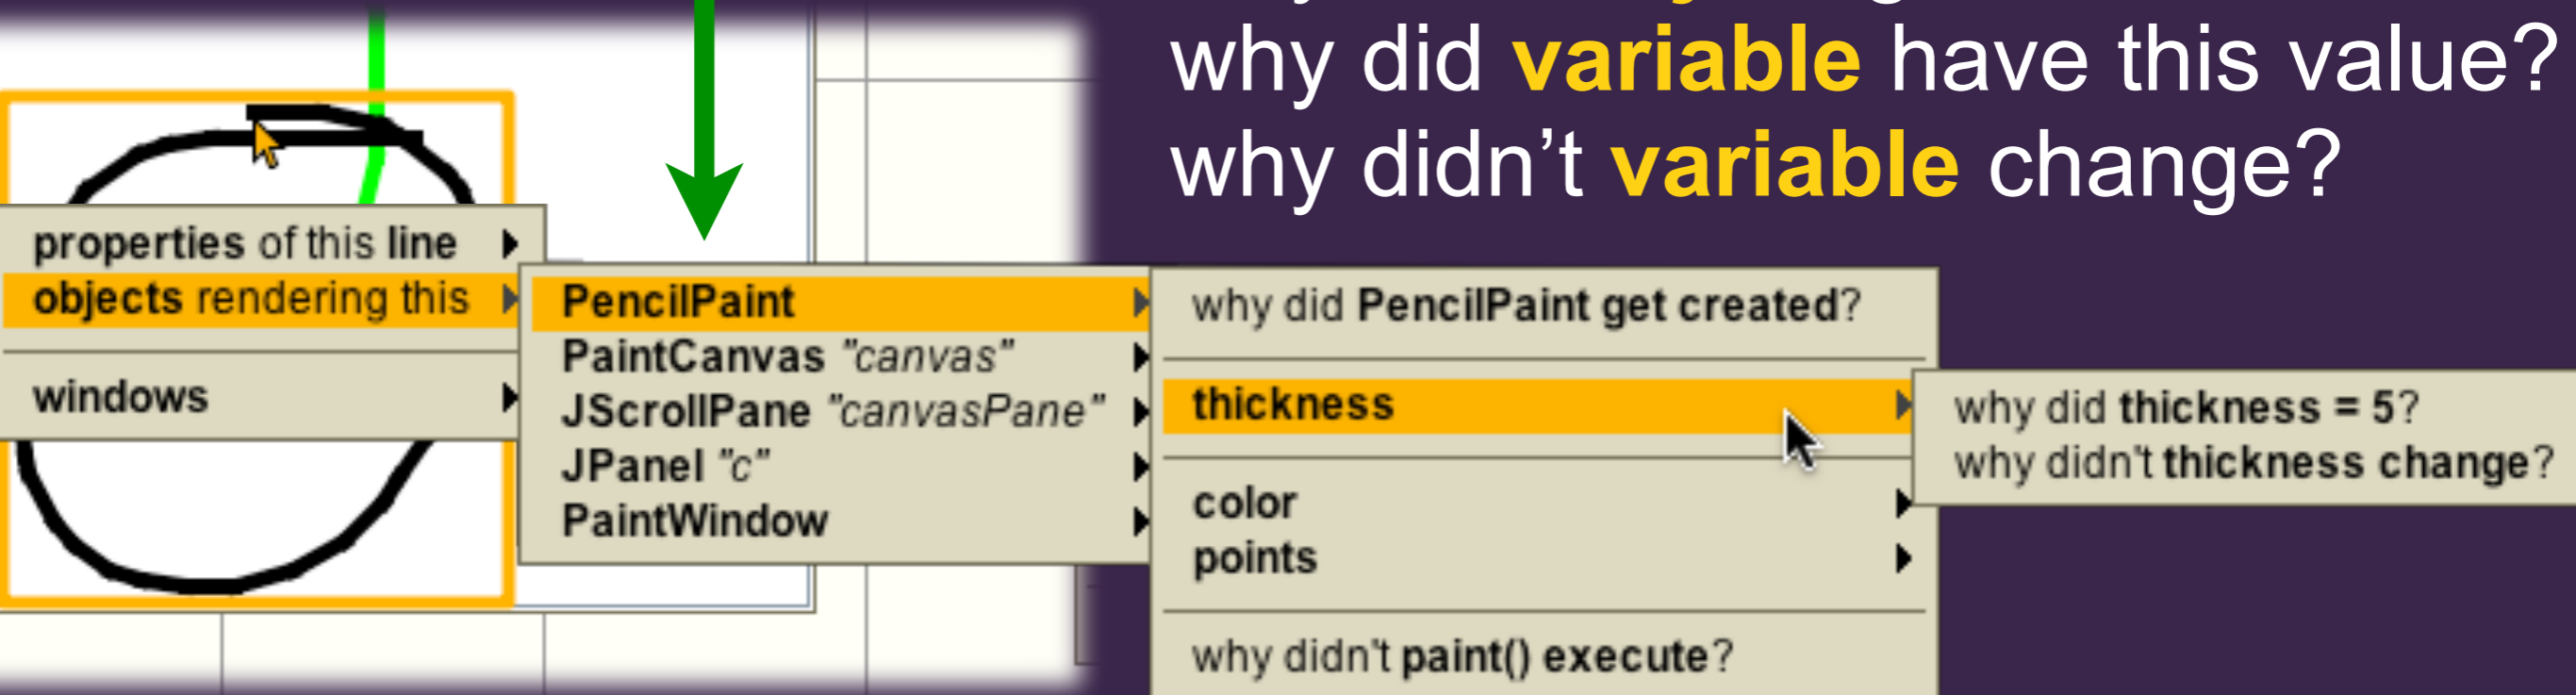 why did variable have this value?
why didn’t variable change?
properties of this line
objects rendering this
windows
PencilPaint
PaintCanvas "canvas"
JScrollPane "canvasPane"
JPanel "c"
PaintWindow
why did PencilPaint get created?
thickness
color
points
why didn't paint() execute?
why did thickness = 5?
why didn't thickness change?